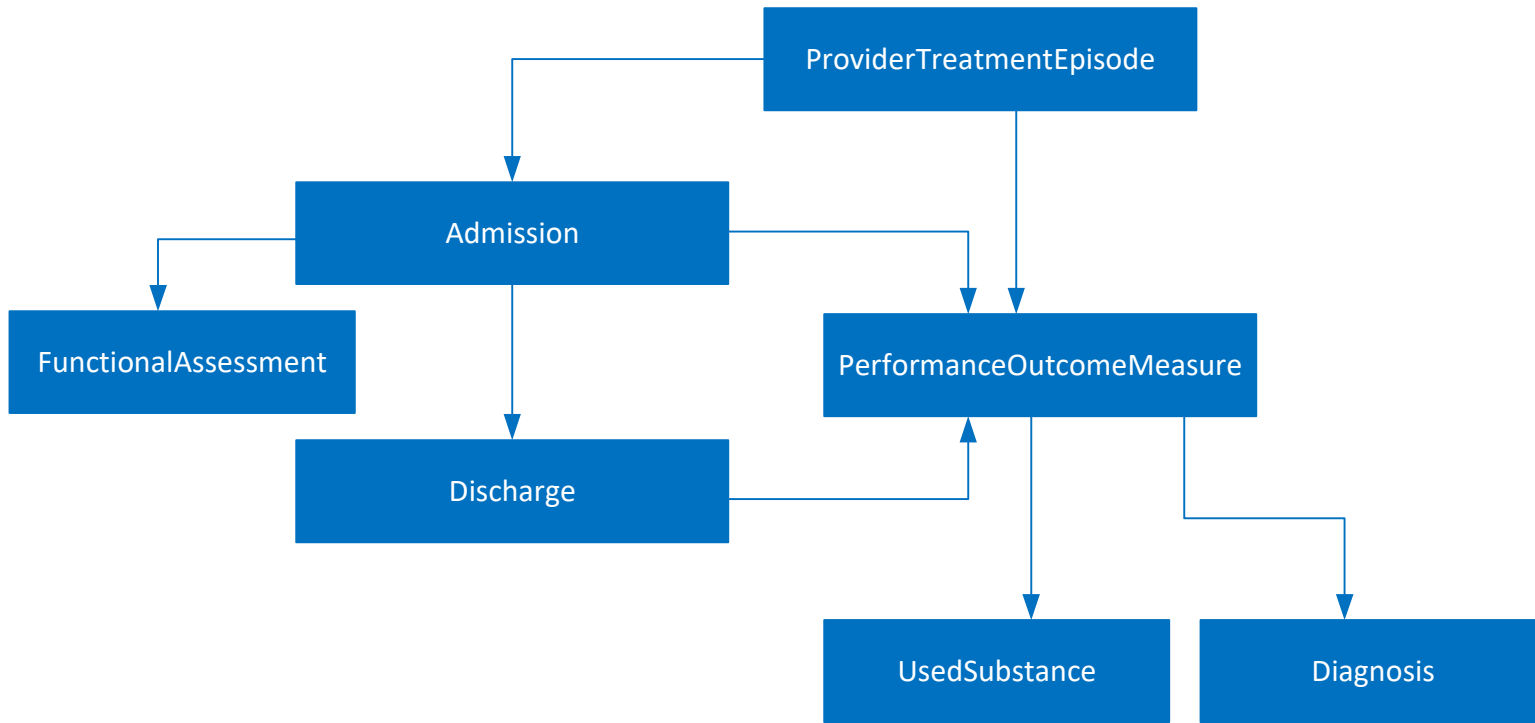 ProviderTreatmentEpisode
Admission
FunctionalAssessment
PerformanceOutcomeMeasure
Discharge
UsedSubstance
Diagnosis